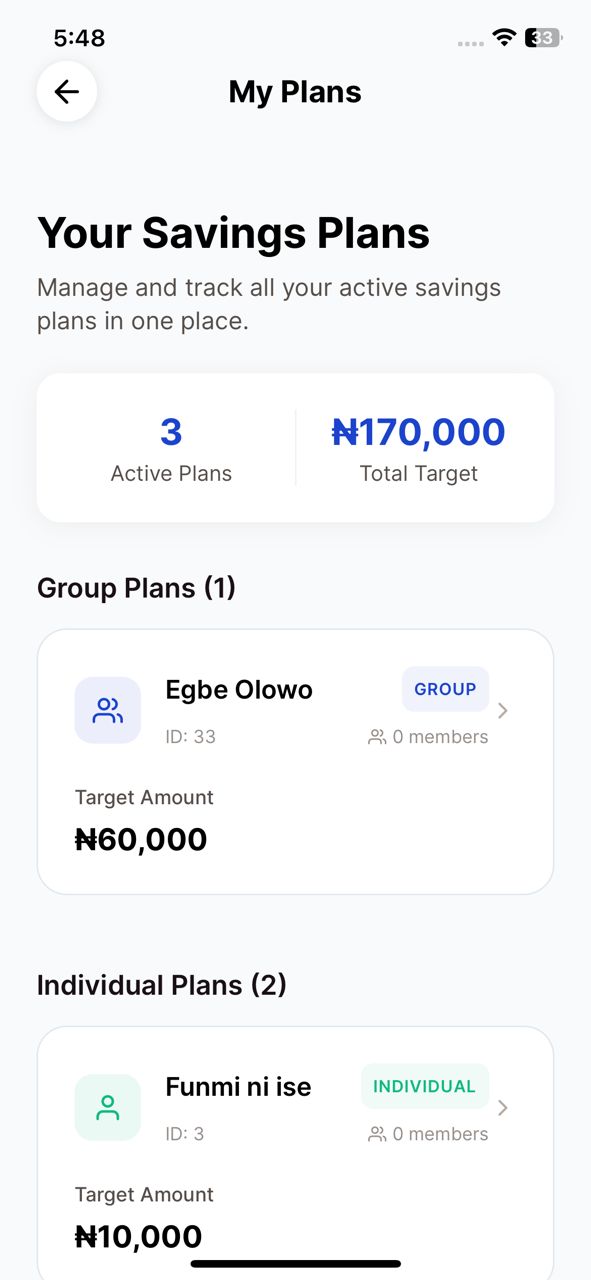 5:48
33
My Plans
Your Savings Plans
Manage and track all your active savings
plans in one place.
3
Active Plans
₦170,000
Total Target
Group Plans (1)
Egbe Olowo
GROUP
ID: 33
0 members
Target Amount
₦60,000
Individual Plans (2)
Funmi ni ise
INDIVIDUAL
ID: 3
0 members
Target Amount
₦10,000